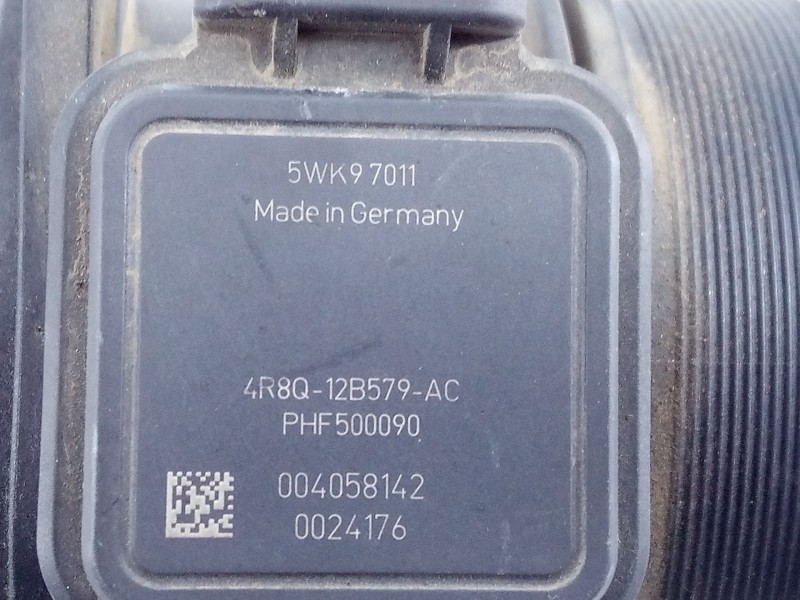 5WK9 7011
Made in Germany
4R8Q-12B579-AC
PHF500090
004058142
0024176